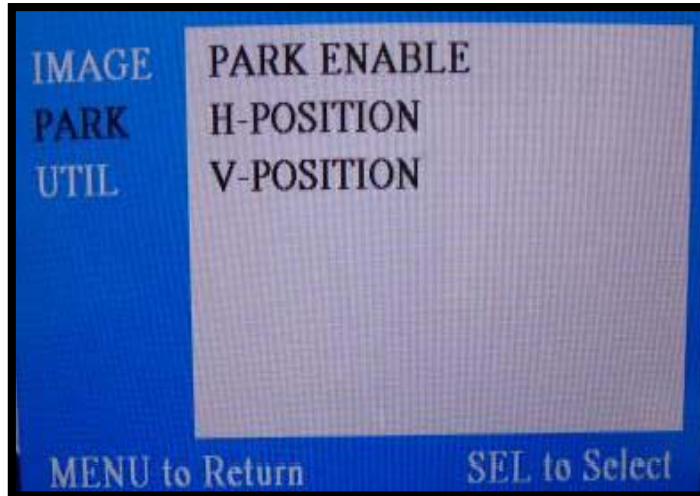 IMAGE
PARK
UTIL
PARK ENABLE
H-POSITION
V-POSITION
MENU to Return
SEL to Select